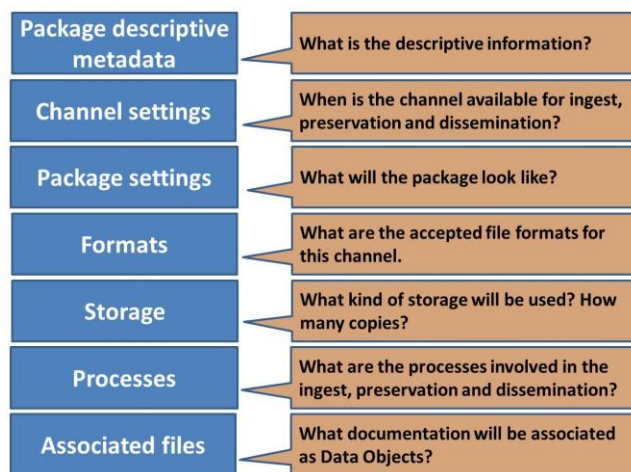 Package descriptive
metadata
What is the descriptive information?
Channel settings
When is the channel available for ingest,
preservation and dissemination?
Package settings
What will the package look like?
Formats
What are the accepted file formats for
this channel.
Storage
What kind of storage will be used? How
many copies?
Processes
What are the processes involved in the
ingest, preservation and dissemination?
Associated files
What documentation will be associated
as Data Objects?